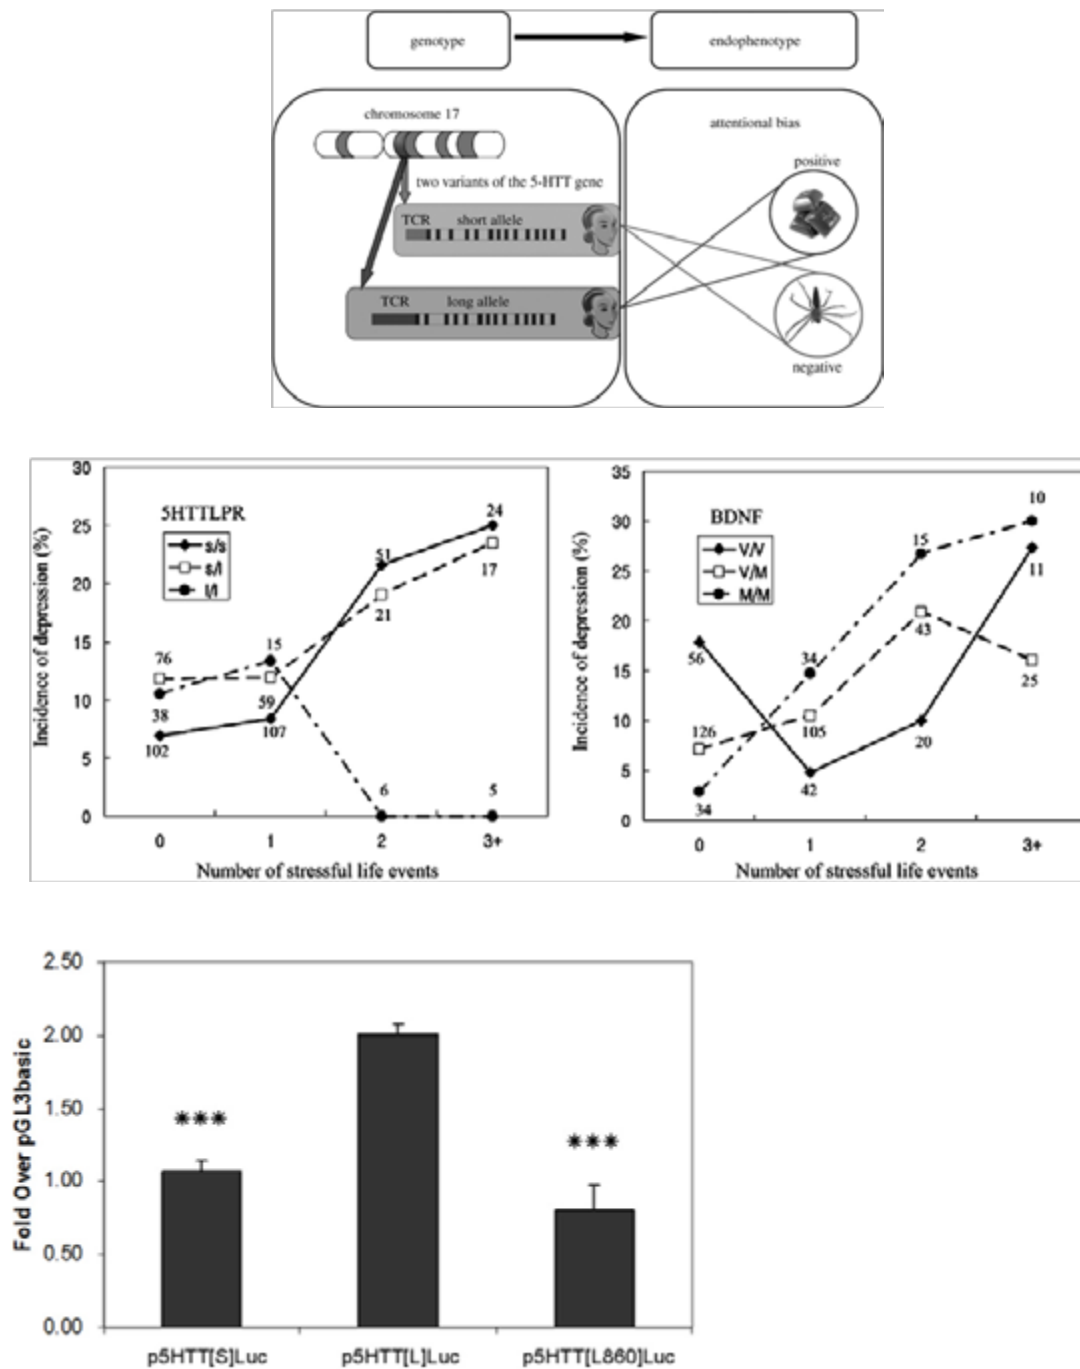 genotype
endophenotype
chromosome 17
attentional bias
positive
two variants of the 5-HTT gene
TCR short allele
TCR long allele
negative
30
25
20
15
10
5
0
Incidence of depression (%)
5HTTLPR
s/s
s/l
l/l
76
38
102
15
59
107
51
21
6
24
17
5
0 1 2 3+
Number of stressful life events
35
30
25
20
15
10
5
0
Incidence of depression (%)
BDNF
V/V
V/M
M/M
56
126
34
34
105
42
15
43
20
10
11
25
0 1 2 3+
Number of stressful life events
2.50
2.00
1.50
1.00
0.50
0.00
Fold Over pGL3basic
***
***
p5HTT[S]Luc p5HTT[L]Luc p5HTT[L860]Luc